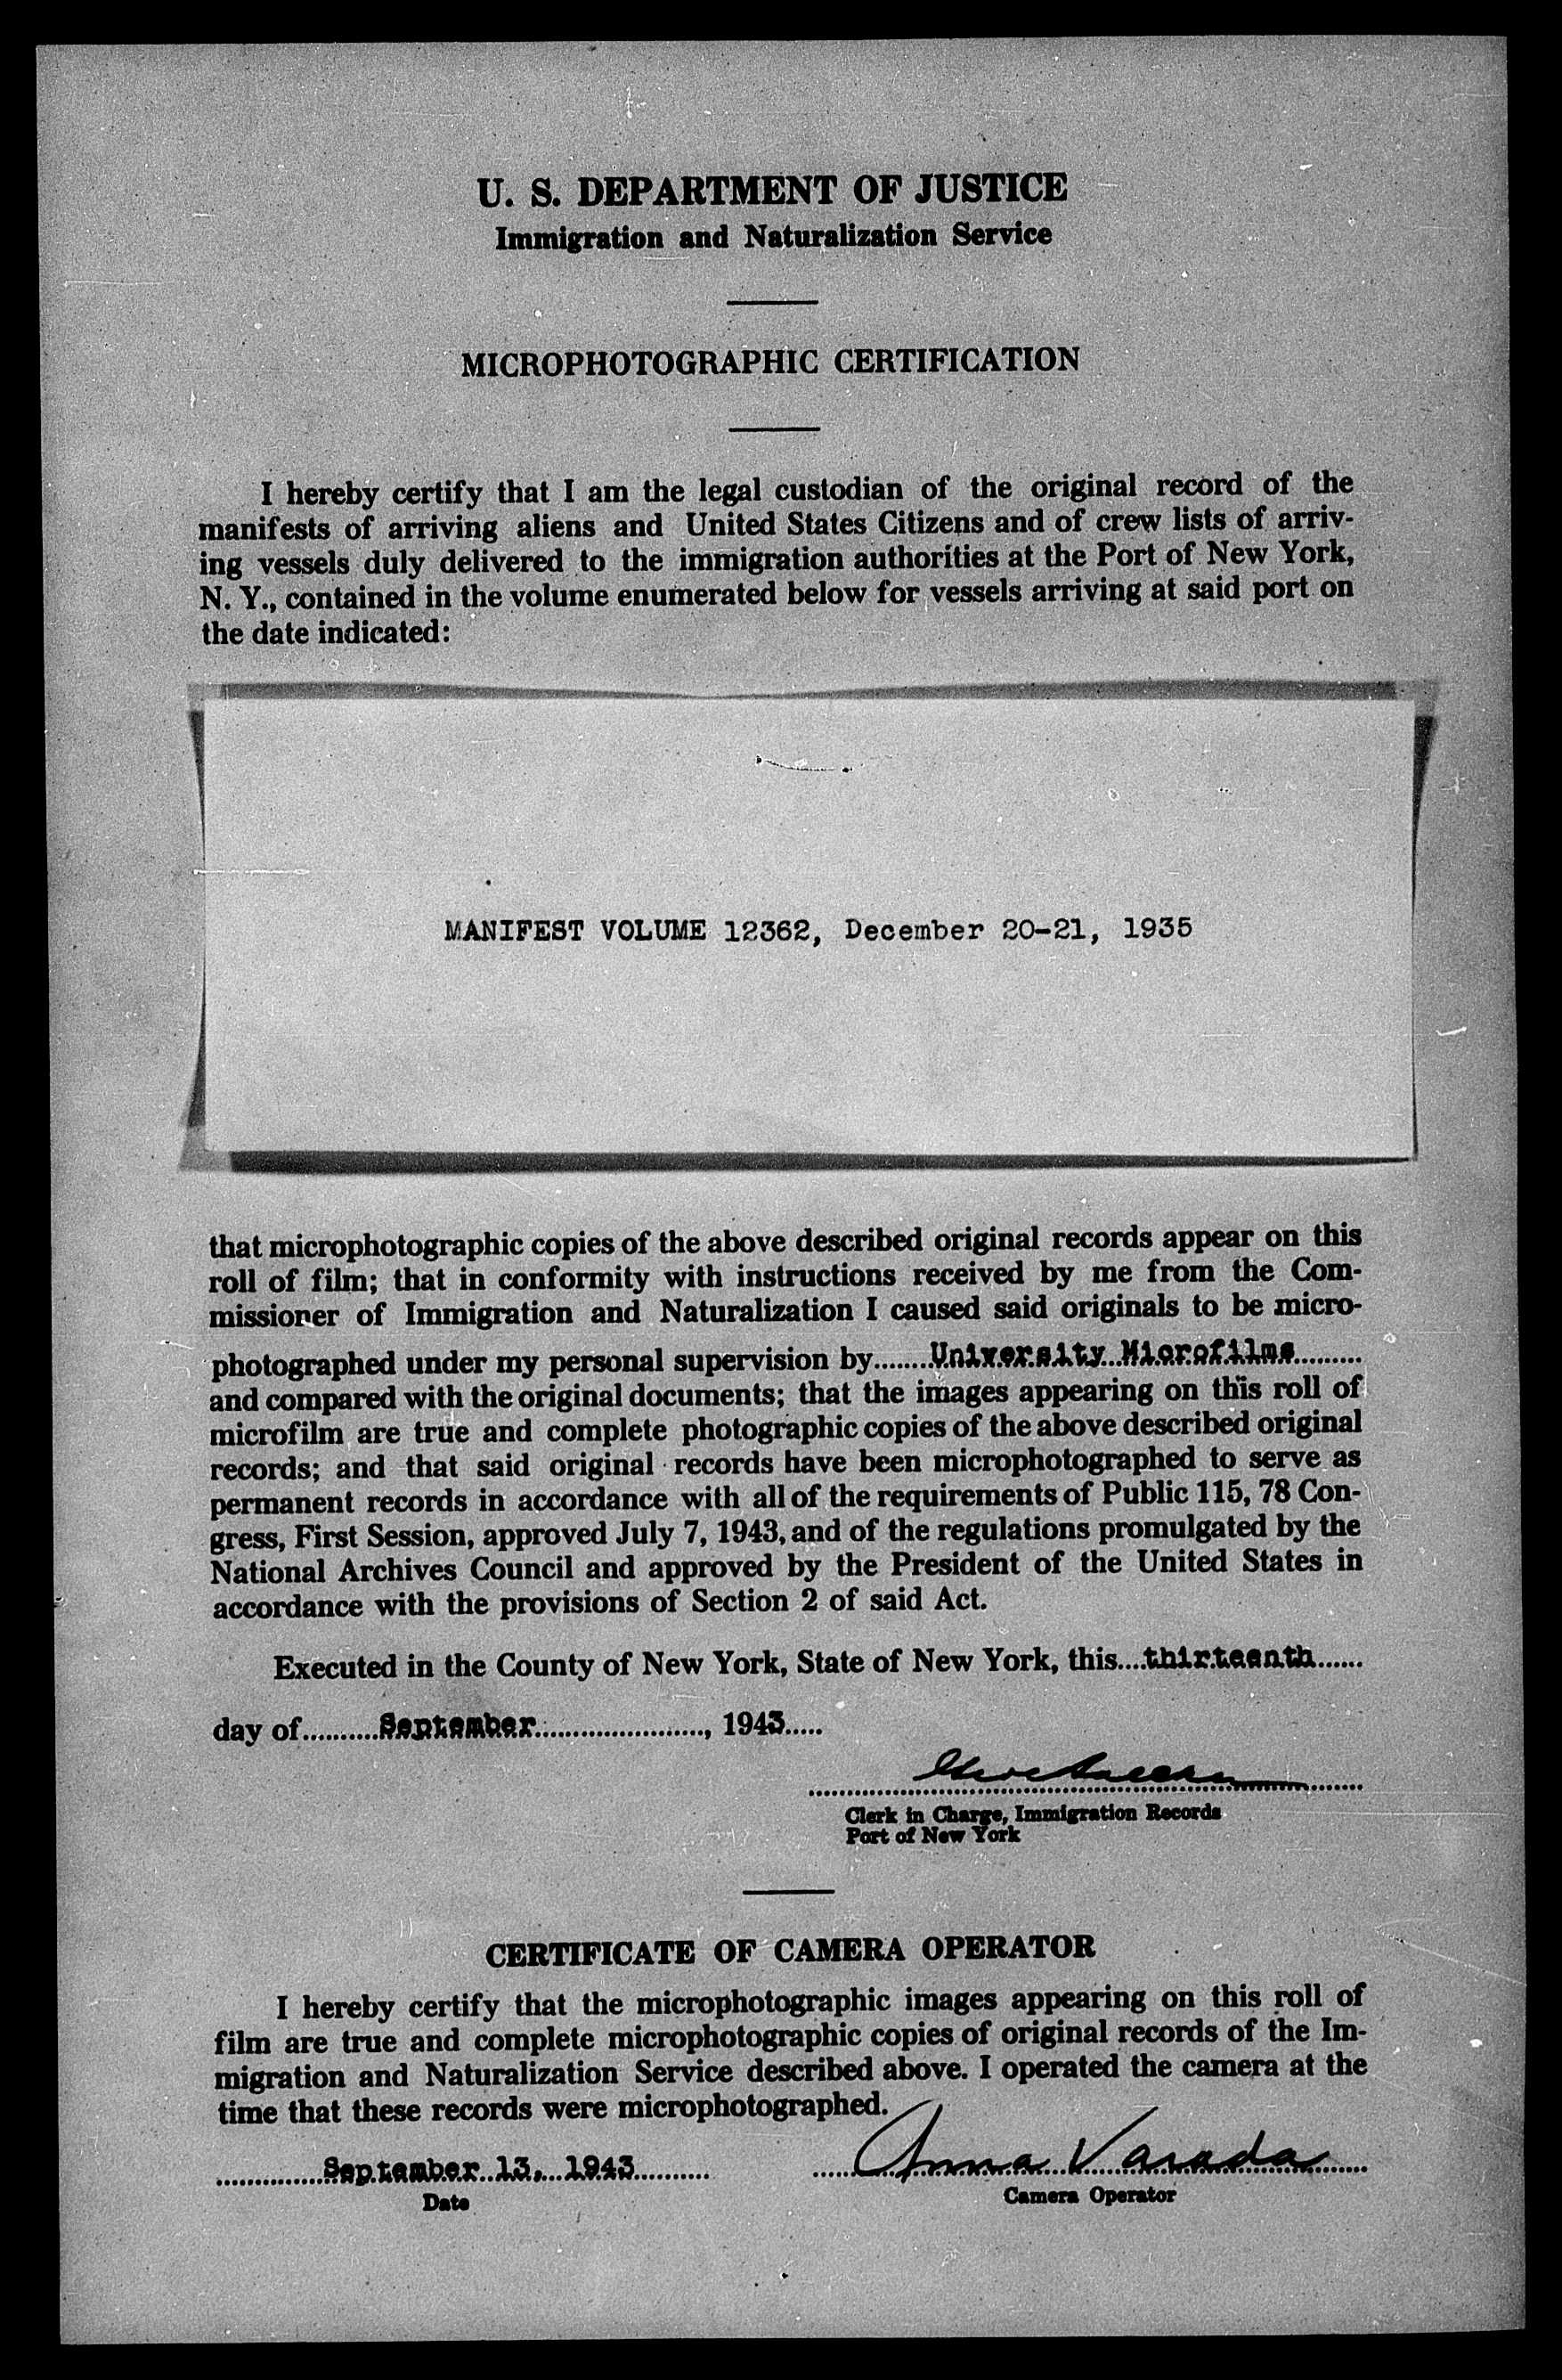 U. S. DEPARTMENT OF JUSTICE
Immigration and Naturalization Service
MICROPHOTOGRAPHIC CERTIFICATION
I hereby certify that I am the legal custodian of the original record of the
manifests of arriving aliens and United States Citizens and of crew lists of arriv-
ing vessels duly delivered to the immigration authorities at the Port of New York,
N. Y., contained in the volume enumerated below for vessels arriving at said port on
the date indicated:
MANIFEST VOLUME 12362, December 20-21, 1935
that microphotographic copies of the above described original records appear on this
roll of film; that in conformity with instructions received by me from the Com-
missioner of Immigration and Naturalization I caused said originals to be micro-
photographed under my personal supervision by University Microfilms
and compared with the original documents; that the images appearing on this roll of
microfilm are true and complete photographic copies of the above described original
records; and that said original records have been microphotographed to serve as
permanent records in accordance with all of the requirements of Public 115, 78 Con-
gress, First Session, approved July 7, 1943, and of the regulations promulgated by the
National Archives Council and approved by the President of the United States in
accordance with the provisions of Section 2 of said Act.
Executed in the County of New York, State of New York, this thirteenth
day of September, 1943
Clerk in Charge, Immigration Records
Port of New York
CERTIFICATE OF CAMERA OPERATOR
I hereby certify that the microphotographic images appearing on this roll of
film are true and complete microphotographic copies of original records of the Im-
migration and Naturalization Service described above. I operated the camera at the
time that these records were microphotographed.
September 13, 1943 Anna Varada
Date Camera Operator